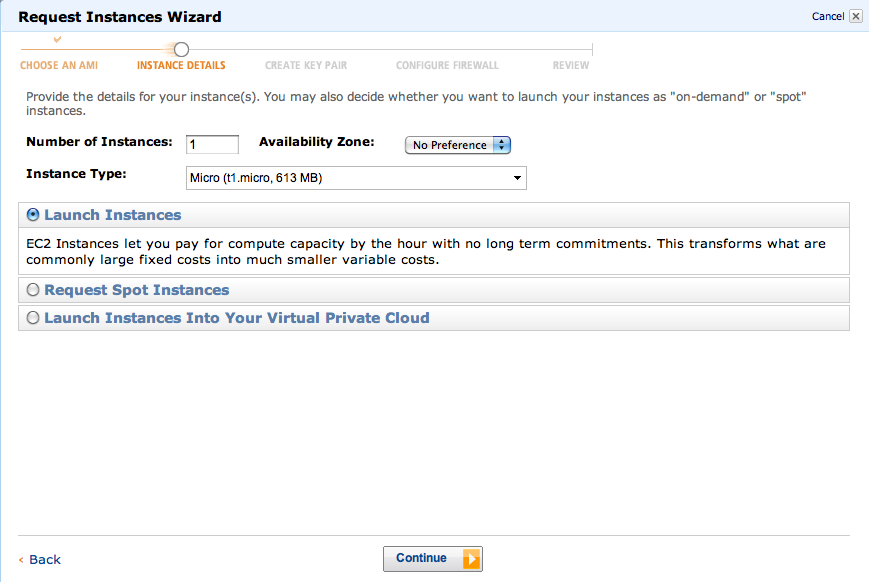 Request Instances Wizard
Cancel
CHOOSE AN AMI
INSTANCE DETAILS
CREATE KEY PAIR
CONFIGURE FIREWALL
REVIEW
Provide the details for your instance(s). You may also decide whether you want to launch your instances as "on-demand" or "spot"
instances.
Number of Instances: 1 Availability Zone: No Preference
Instance Type: Micro (t1.micro, 613 MB)
Launch Instances
EC2 Instances let you pay for compute capacity by the hour with no long term commitments. This transforms what are
commonly large fixed costs into much smaller variable costs.
Request Spot Instances
Launch Instances Into Your Virtual Private Cloud
‹ Back
Continue